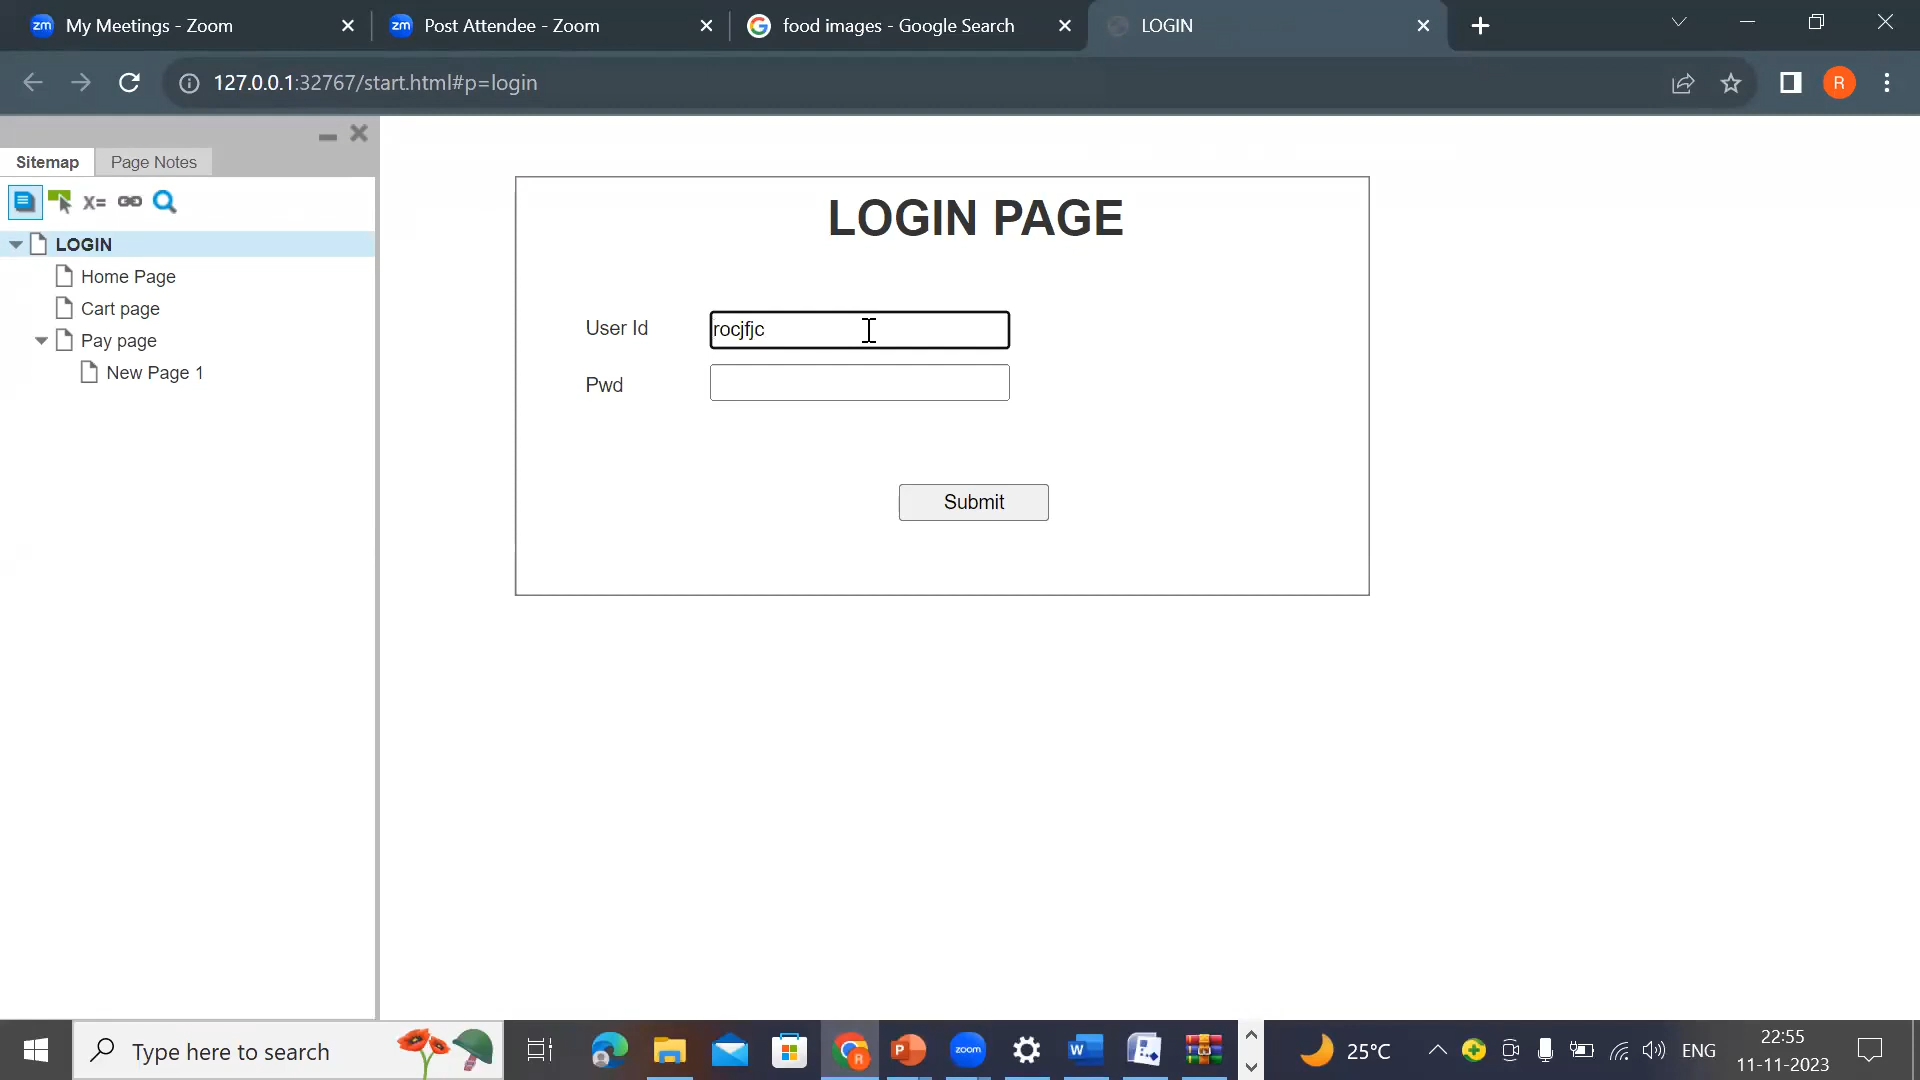 My Meetings - Zoom
Post Attendee - Zoom
food images - Google Search
LOGIN
127.0.0.1:32767/start.html#p=login
R
Sitemap
Page Notes
X=
LOGIN
Home Page
Cart page
Pay page
New Page 1
LOGIN PAGE
User Id
rocjfjc
Pwd
Submit
Type here to search
25°C
ENG
22:55
11-11-2023